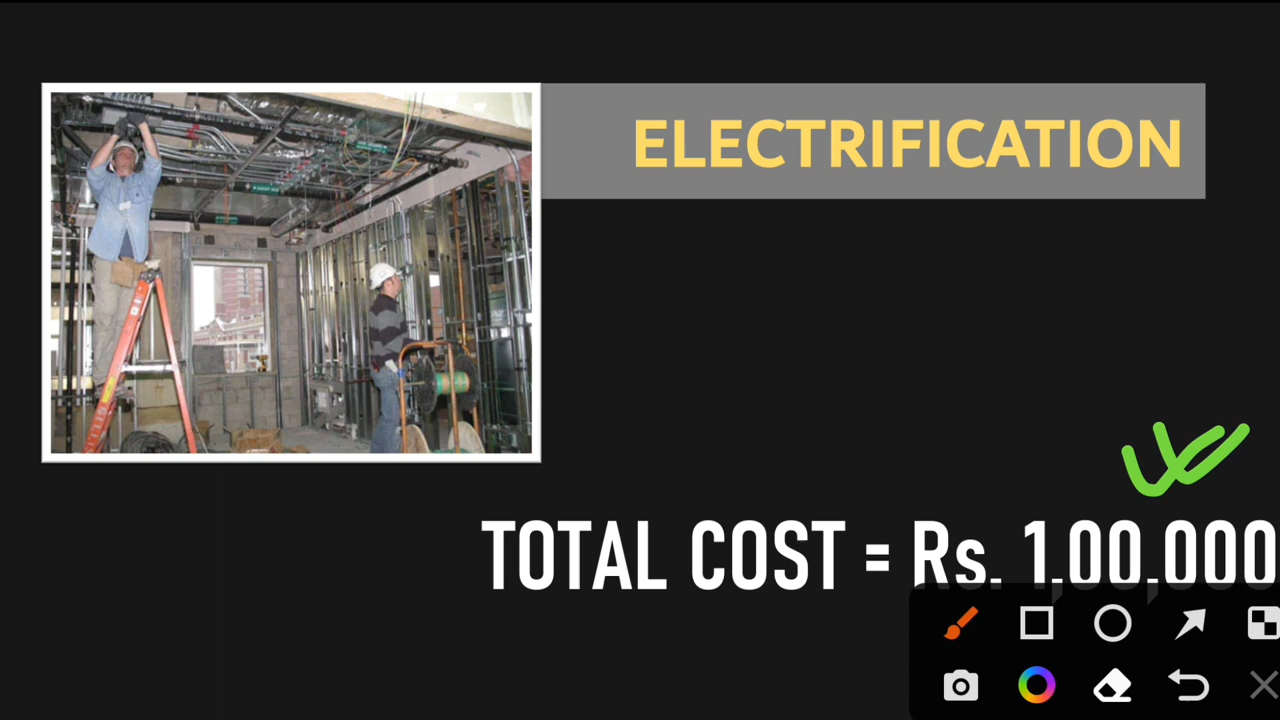 ELECTRIFICATION
TOTAL COST = Rs. 1,00,000